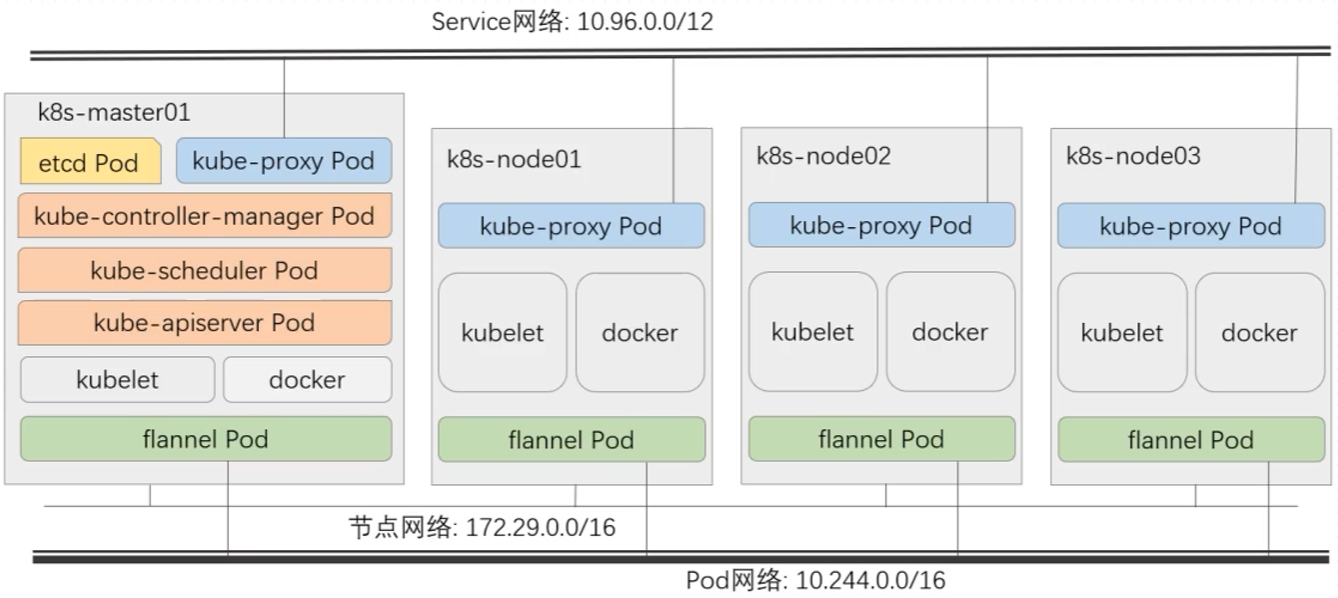 Service网络: 10.96.0.0/12
k8s-master01
etcd Pod
kube-proxy Pod
kube-controller-manager Pod
kube-scheduler Pod
kube-apiserver Pod
kubelet
docker
flannel Pod
k8s-node01
kube-proxy Pod
kubelet
docker
flannel Pod
k8s-node02
kube-proxy Pod
kubelet
docker
flannel Pod
k8s-node03
kube-proxy Pod
kubelet
docker
flannel Pod
节点网络: 172.29.0.0/16
Pod网络: 10.244.0.0/16